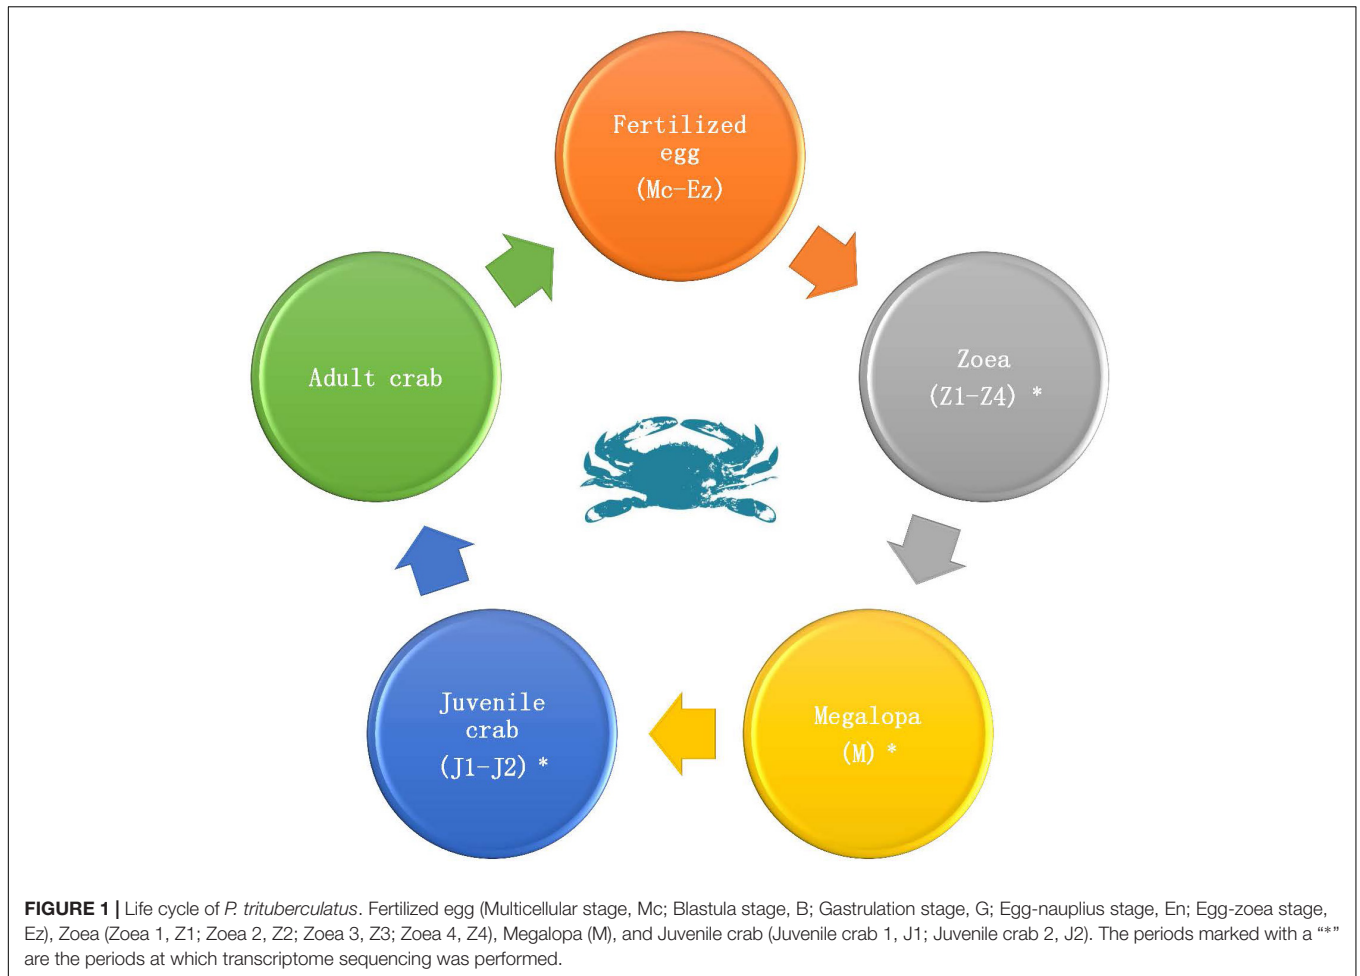 Fertilized
egg
(Mc-Ez)
Adult crab
Zoea
(Z1-Z4) *
Juvenile
crab
(J1-J2) *
Megalopa
(M) *
FIGURE 1 | Life cycle of P. trituberculatus. Fertilized egg (Multicellular stage, Mc; Blastula stage, B; Gastrulation stage, G; Egg-nauplius stage, En; Egg-zoea stage,
Ez), Zoea (Zoea 1, Z1; Zoea 2, Z2; Zoea 3, Z3; Zoea 4, Z4), Megalopa (M), and Juvenile crab (Juvenile crab 1, J1; Juvenile crab 2, J2). The periods marked with a “*”
are the periods at which transcriptome sequencing was performed.